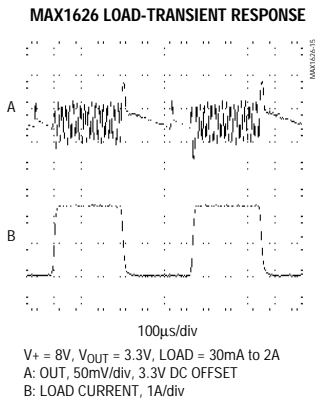 MAX1626 LOAD-TRANSIENT RESPONSE
MAX1626-15
A
B
100µs/div
V+ = 8V, VOUT = 3.3V, LOAD = 30mA to 2A
A: OUT, 50mV/div, 3.3V DC OFFSET
B: LOAD CURRENT, 1A/div